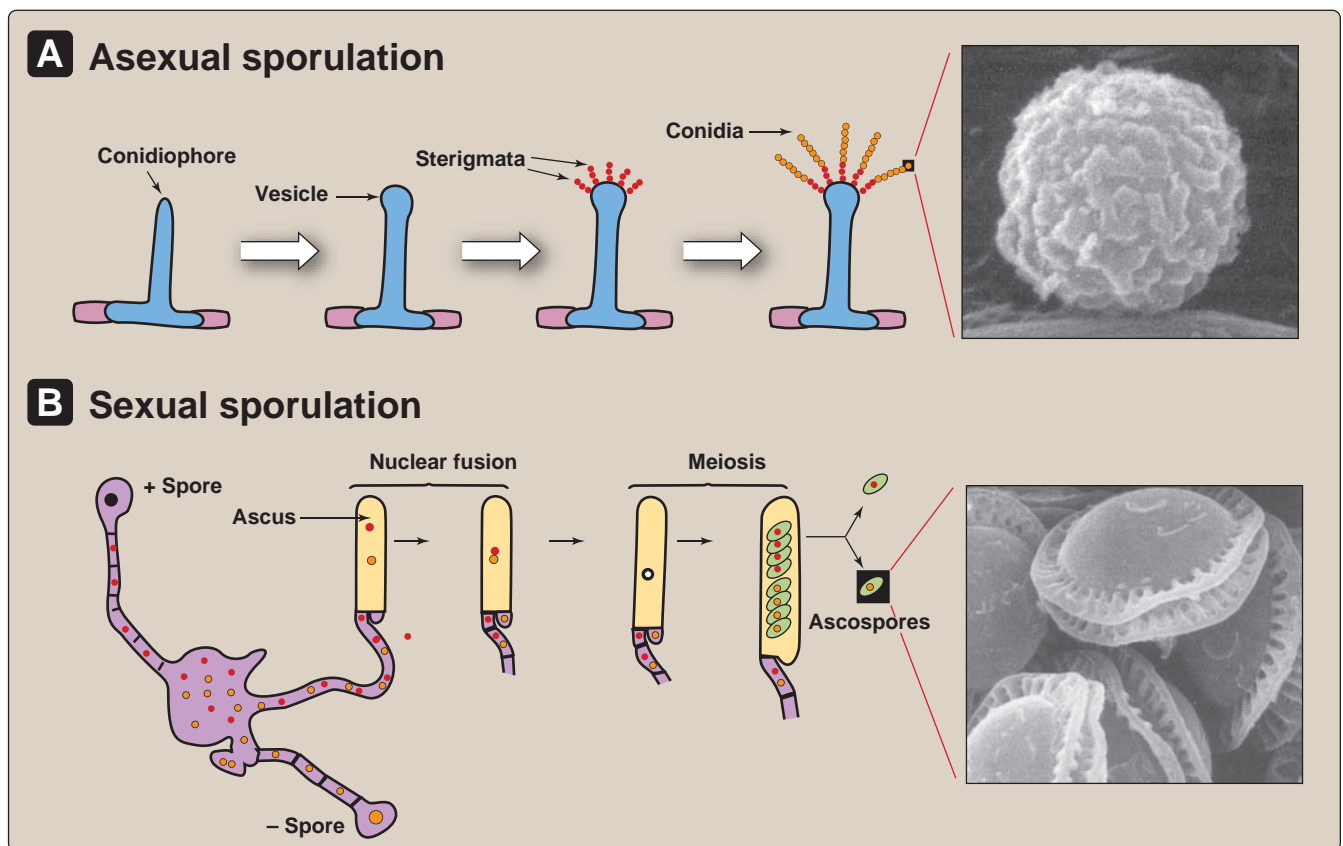 A Asexual sporulation
Conidiophore
Vesicle
Sterigmata
Conidia
B Sexual sporulation
+ Spore
Nuclear fusion
Ascus
Meiosis
Ascospores
– Spore